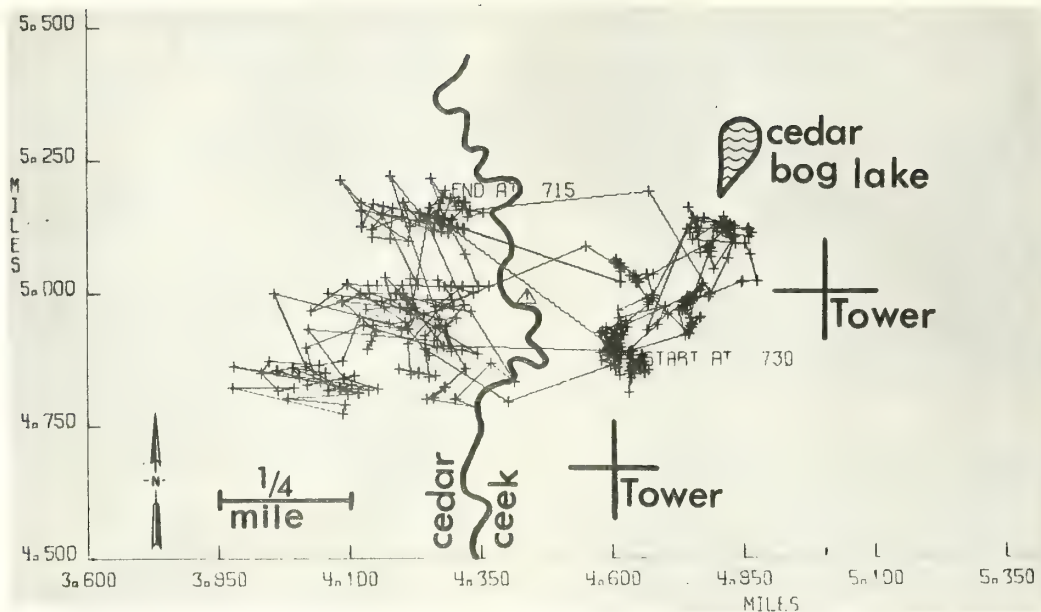 5.500
5.250
5.000
4.750
4.500
MILES
cedar
bog lake
END AT 715
Tower
START AT 730
Tower
-N-
1/4
mile
cedar
ceek
3.600 3.850 4.100 4.350 4.600 4.850 5.100 5.350
MILES